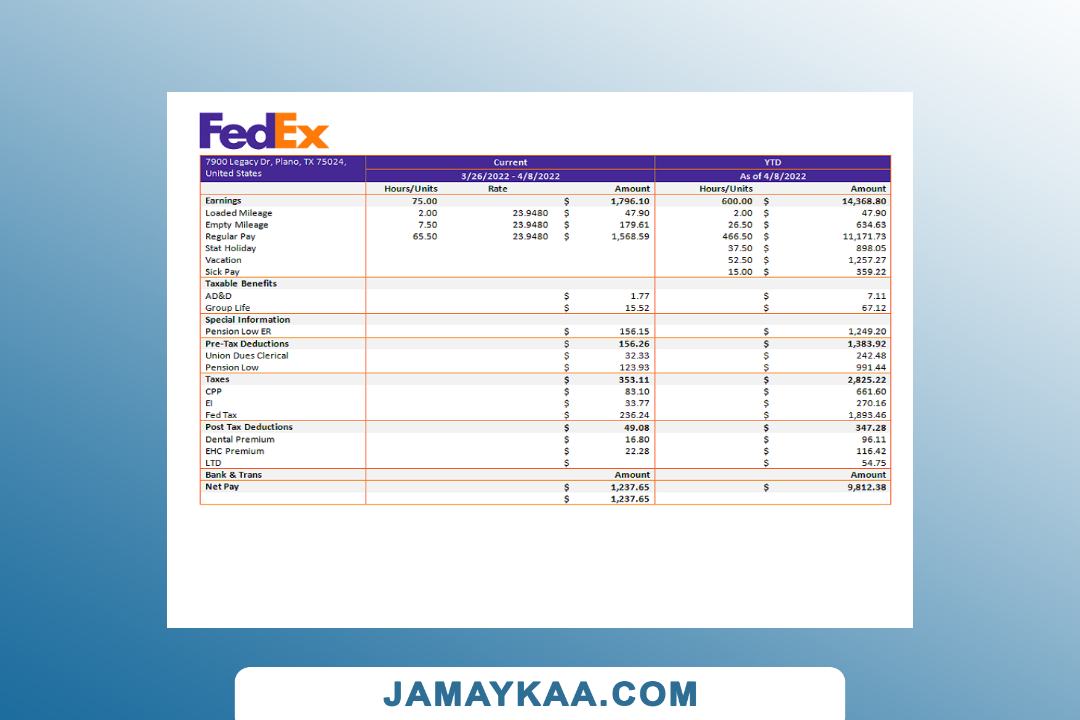 FedEx
7900 Legacy Dr, Plano, TX 75024, United States Current YTD
3/26/2022 - 4/8/2022 As of 4/8/2022
Hours/Units Rate Amount Hours/Units Amount
Earnings 75.00 $ 1,796.10 600.00 $ 14,368.80
Loaded Mileage 2.00 23.9480 $ 47.90 2.00 $ 47.90
Empty Mileage 7.50 23.9480 $ 179.61 26.50 $ 634.63
Regular Pay 65.50 23.9480 $ 1,568.59 466.50 $ 11,171.73
Stat Holiday 37.50 $ 898.05
Vacation 52.50 $ 1,257.27
Sick Pay 15.00 $ 359.22
Taxable Benefits
AD&D $ 1.77 $ 7.11
Group Life $ 15.52 $ 67.12
Special Information
Pension Low ER $ 156.15 $ 1,249.20
Pre-Tax Deductions $ 156.26 $ 1,383.92
Union Dues Clerical $ 32.33 $ 242.48
Pension Low $ 123.93 $ 991.44
Taxes $ 353.11 $ 2,825.22
CPP $ 83.10 $ 661.60
EI $ 33.77 $ 270.16
Fed Tax $ 236.24 $ 1,893.46
Post Tax Deductions $ 49.08 $ 347.28
Dental Premium $ 16.80 $ 96.11
EHC Premium $ 22.28 $ 116.42
LTD $ $ 54.75
Bank & Trans Amount Amount
Net Pay $ 1,237.65 $ 9,812.38
$ 1,237.65
JAMAYKAA.COM